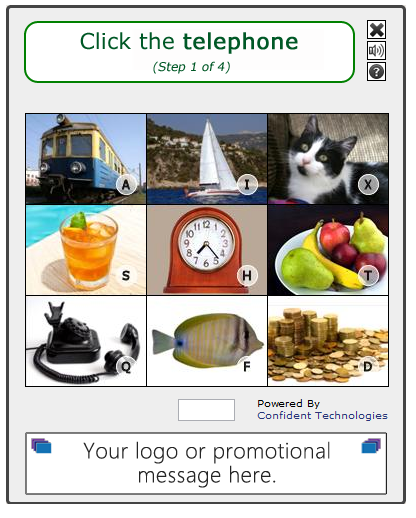 Click the telephone
(Step 1 of 4)
A
I
X
S
H
T
Q
F
D
Powered By
Confident Technologies
Your logo or promotional
message here.